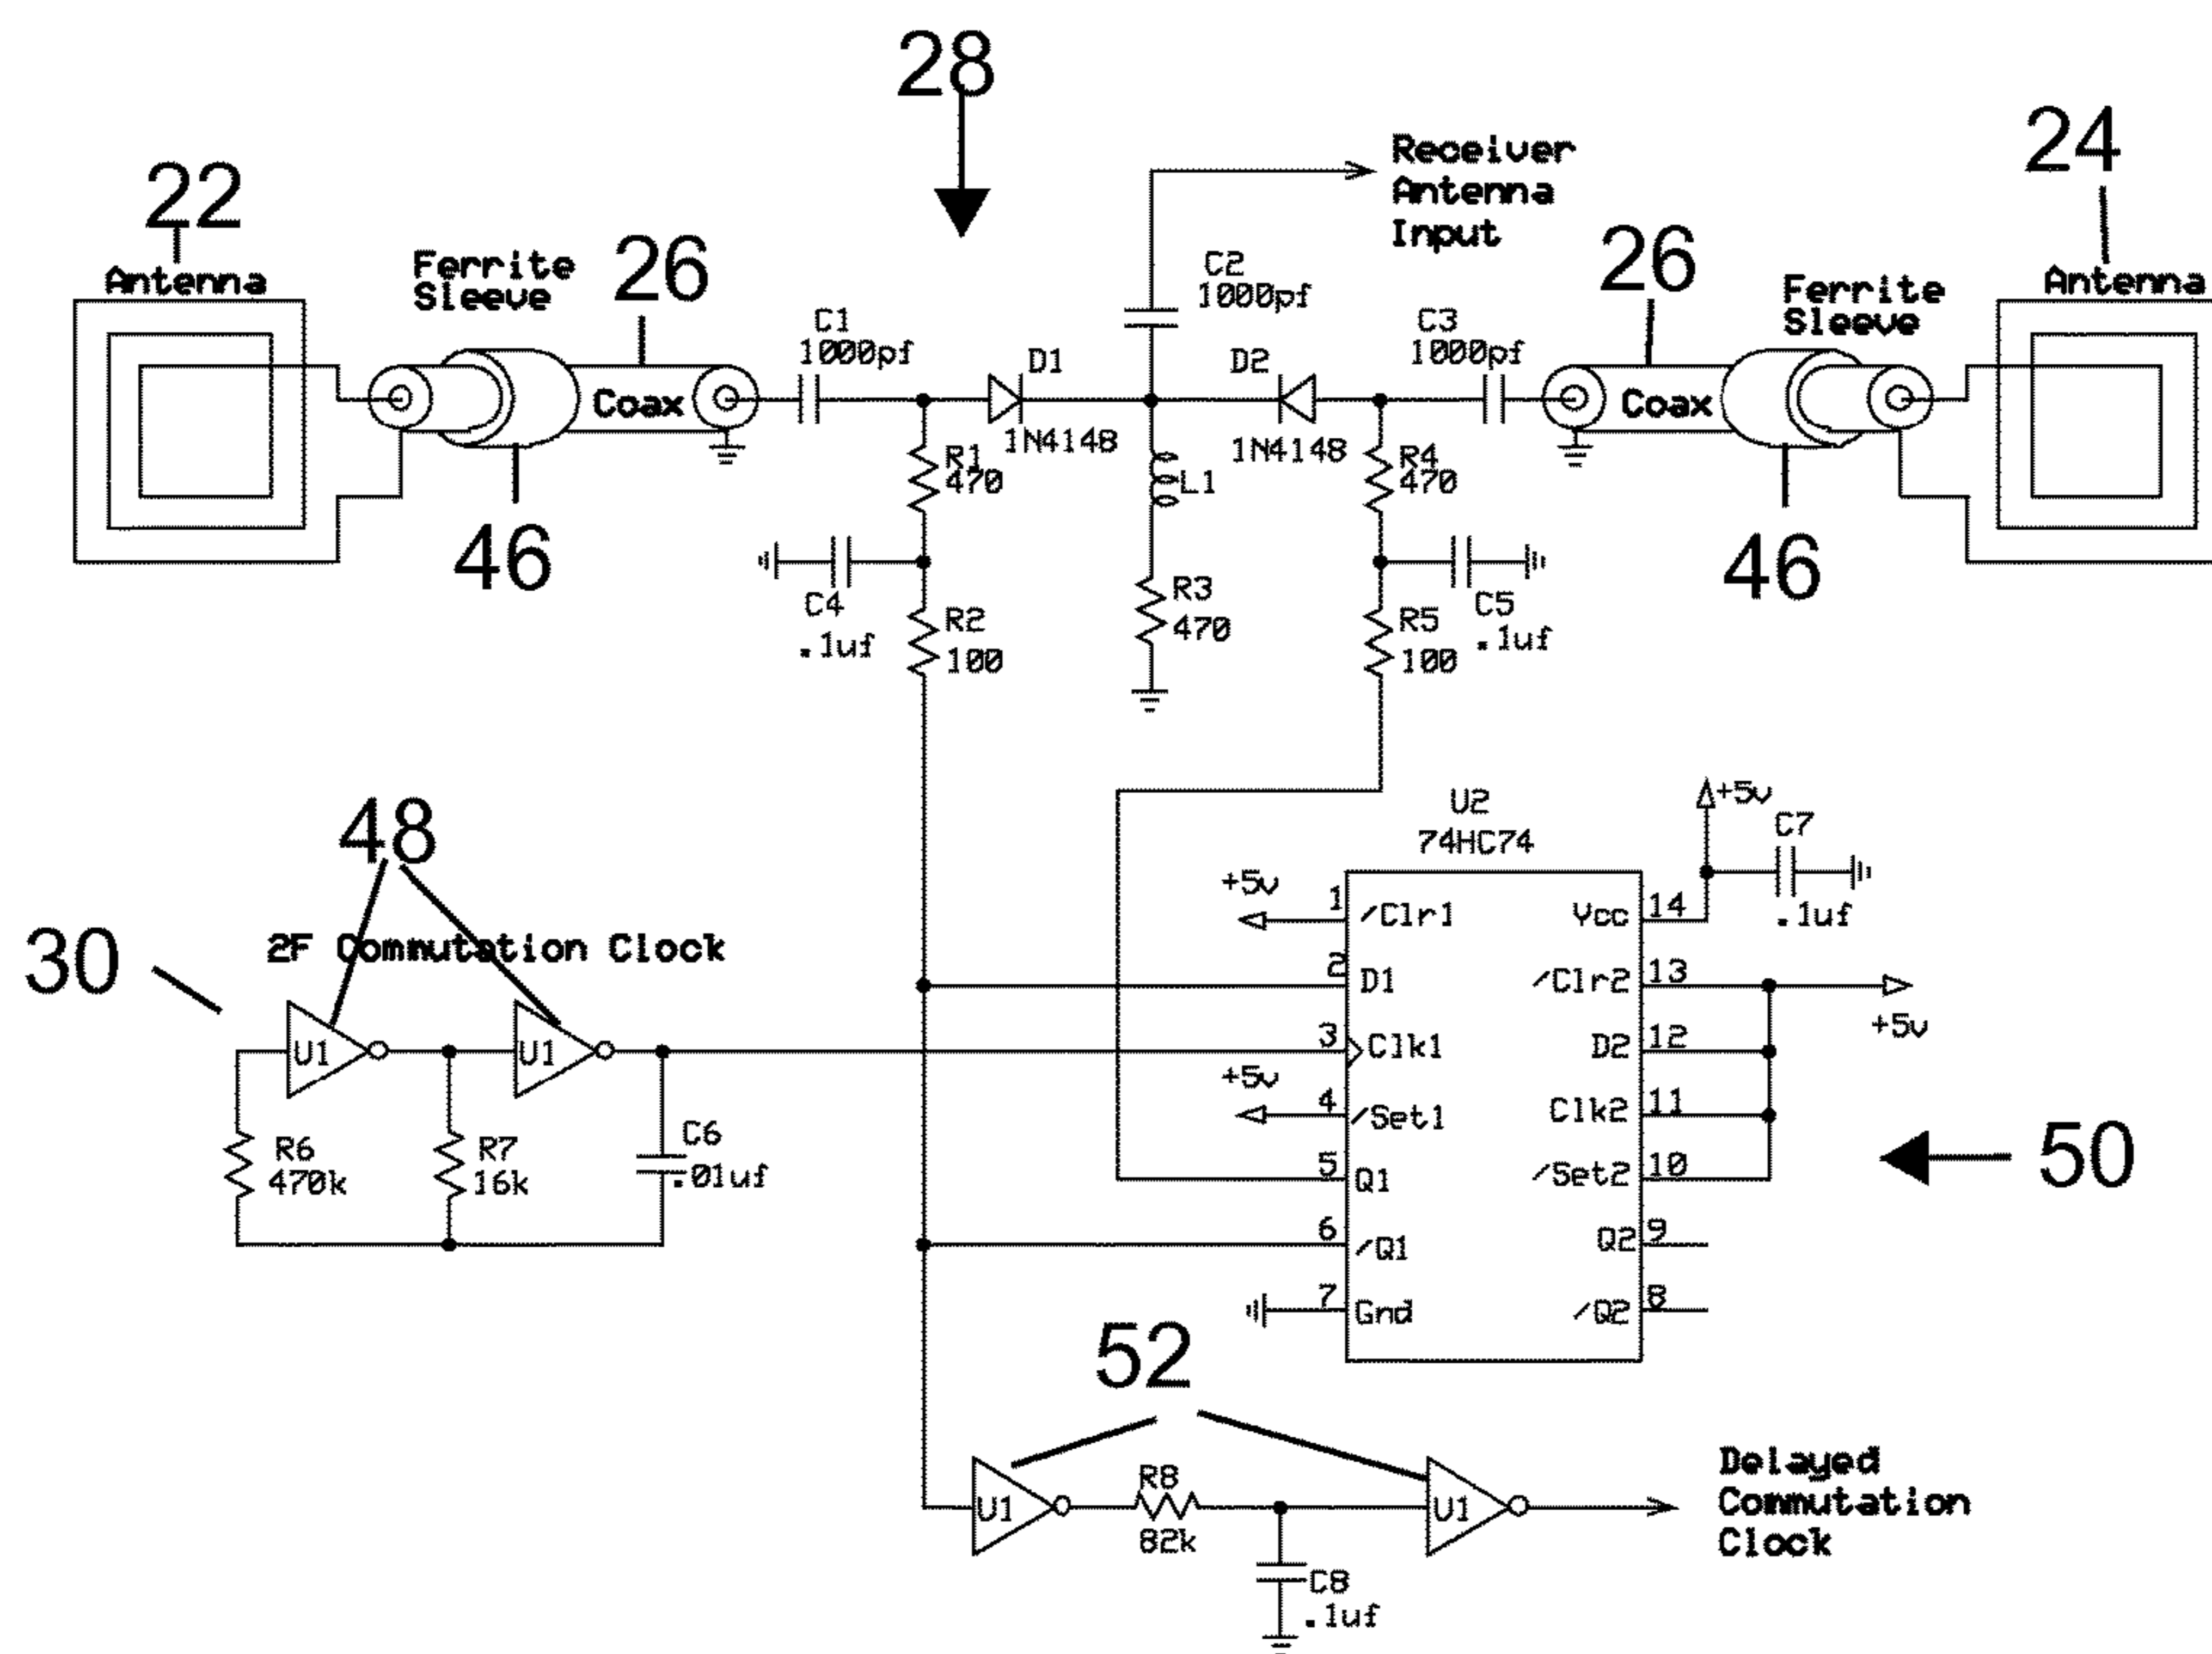 28
22
24
26
26
Receiver
Antenna
Input
Antenna
Ferrite
Sleeve
Ferrite
Sleeve
Antenna
C1
1000pf
C2
1000pf
C3
1000pf
D1
1N4148
D2
1N4148
Coax
Coax
R1
470
L1
R4
470
46
46
C4
.1uf
R2
100
R3
470
R5
100
C5
.1uf
48
30
2F Commutation Clock
U1
U1
R6
470k
R7
16k
C6
.01uf
U2
74HC74
+5v
C7
.1uf
+5v
1
/Clr1
Vcc
14
2
D1
/Clr2
13
+5v
3
Clk1
D2
12
+5v
4
/Set1
Clk2
11
5
Q1
/Set2
10
50
6
/Q1
Q2
9
7
Gnd
/Q2
8
52
U1
R8
82k
U1
C8
.1uf
Delayed
Commutation
Clock